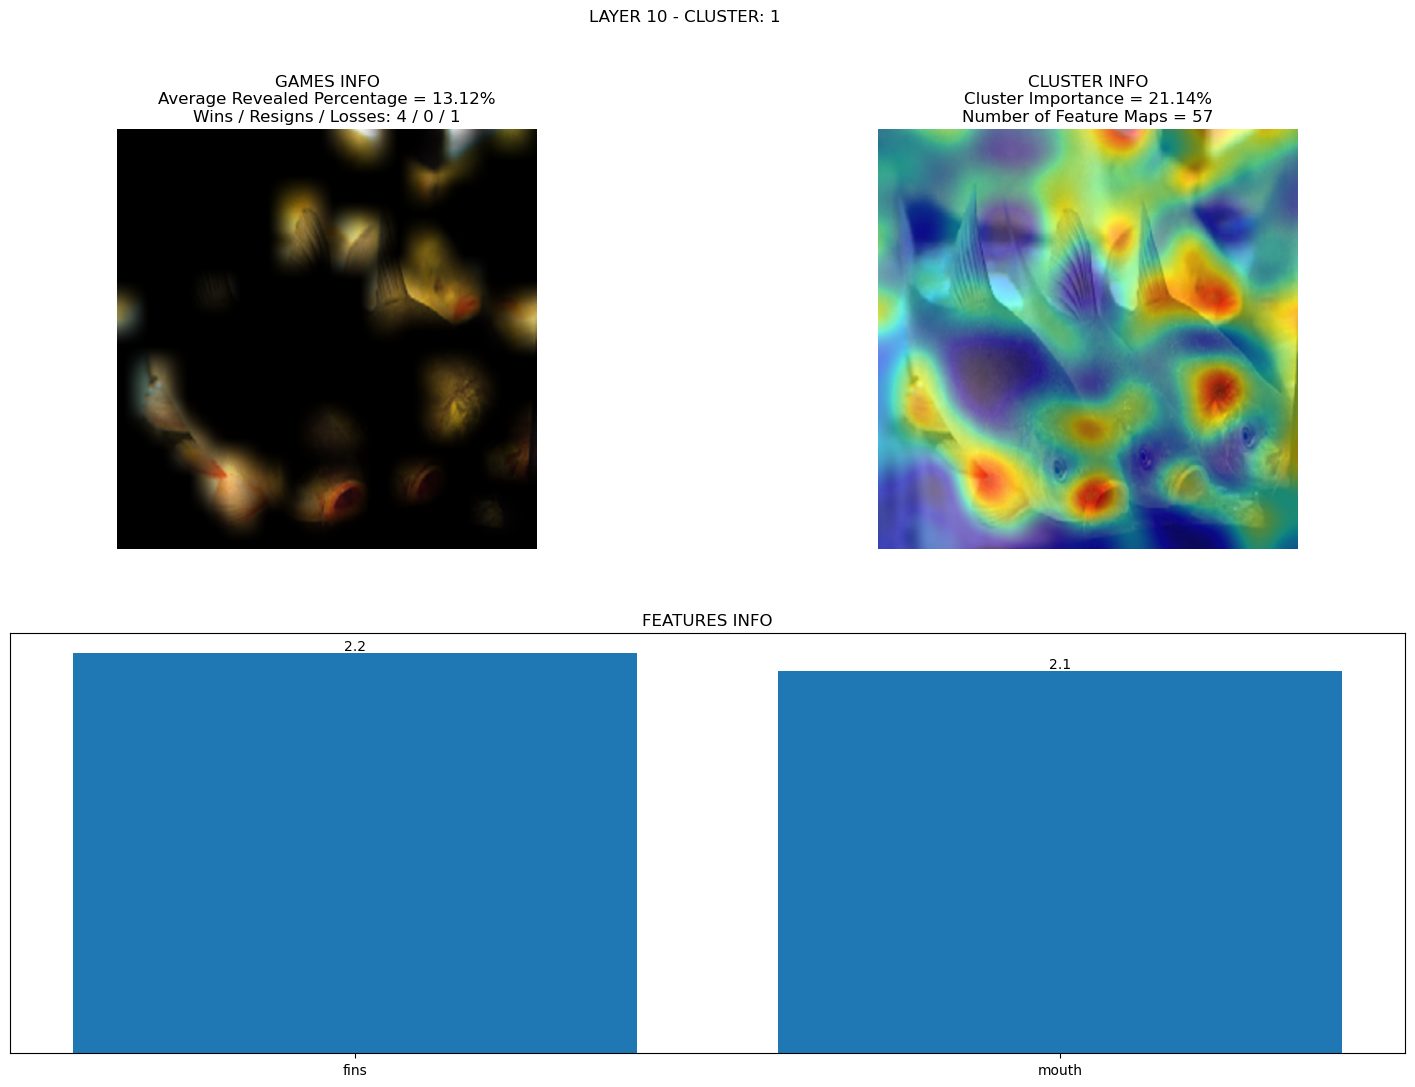 LAYER 10 - CLUSTER: 1
GAMES INFO
Average Revealed Percentage = 13.12%
Wins / Resigns / Losses: 4 / 0 / 1
CLUSTER INFO
Cluster Importance = 21.14%
Number of Feature Maps = 57
FEATURES INFO
2.2
2.1
fins
mouth